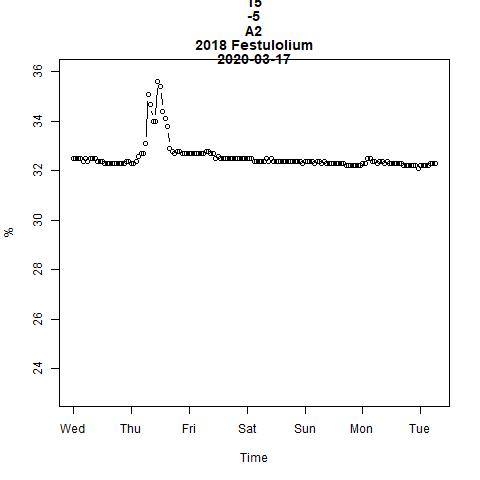 15
-5
A2
2018 Festulolium
2020-03-17
36
34
32
30
28
26
24
%
Wed Thu Fri Sat Sun Mon Tue
Time